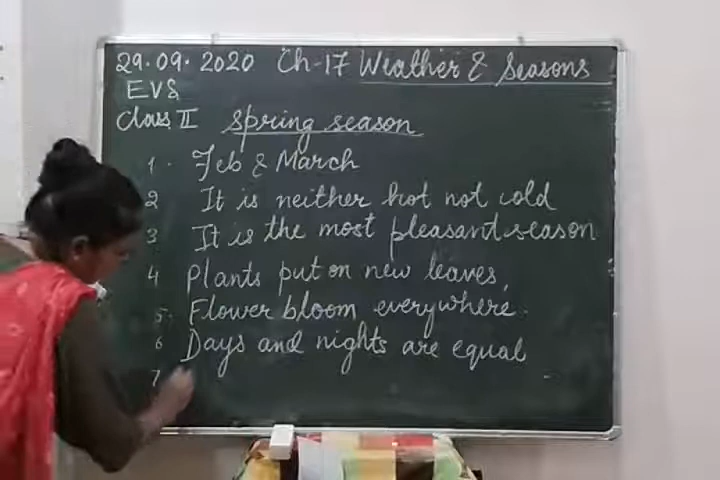 29.09.2020 Ch-17 Weather & Seasons
EVS
Class II Spring season
1. Feb & March
2 It is neither hot not cold
3 It is the most pleasant season
4 Plants put on new leaves,
5. Flower bloom everywhere.
6 Days and nights are equal
7